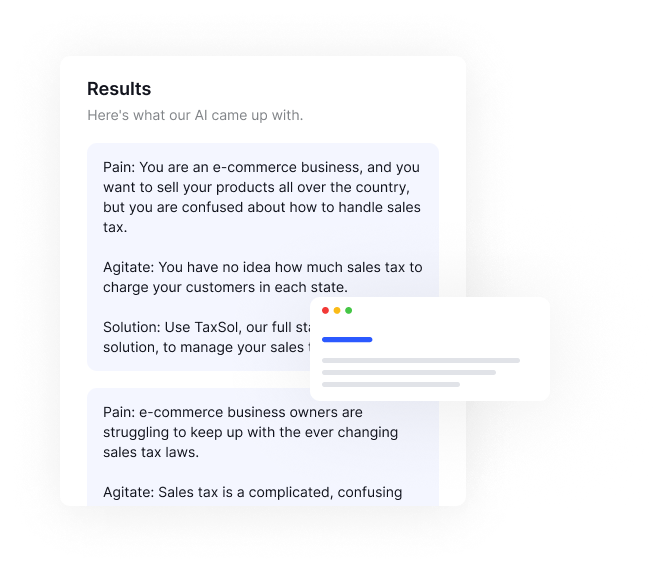 Results
Here's what our AI came up with.
Pain: You are an e-commerce business, and you
want to sell your products all over the country,
but you are confused about how to handle sales
tax.
Agitate: You have no idea how much sales tax to
charge your customers in each state.
Solution: Use TaxSol, our full
solution, to manage your sales
Pain: e-commerce business owners are
struggling to keep up with the ever changing
sales tax laws.
Agitate: Sales tax is a complicated, confusing